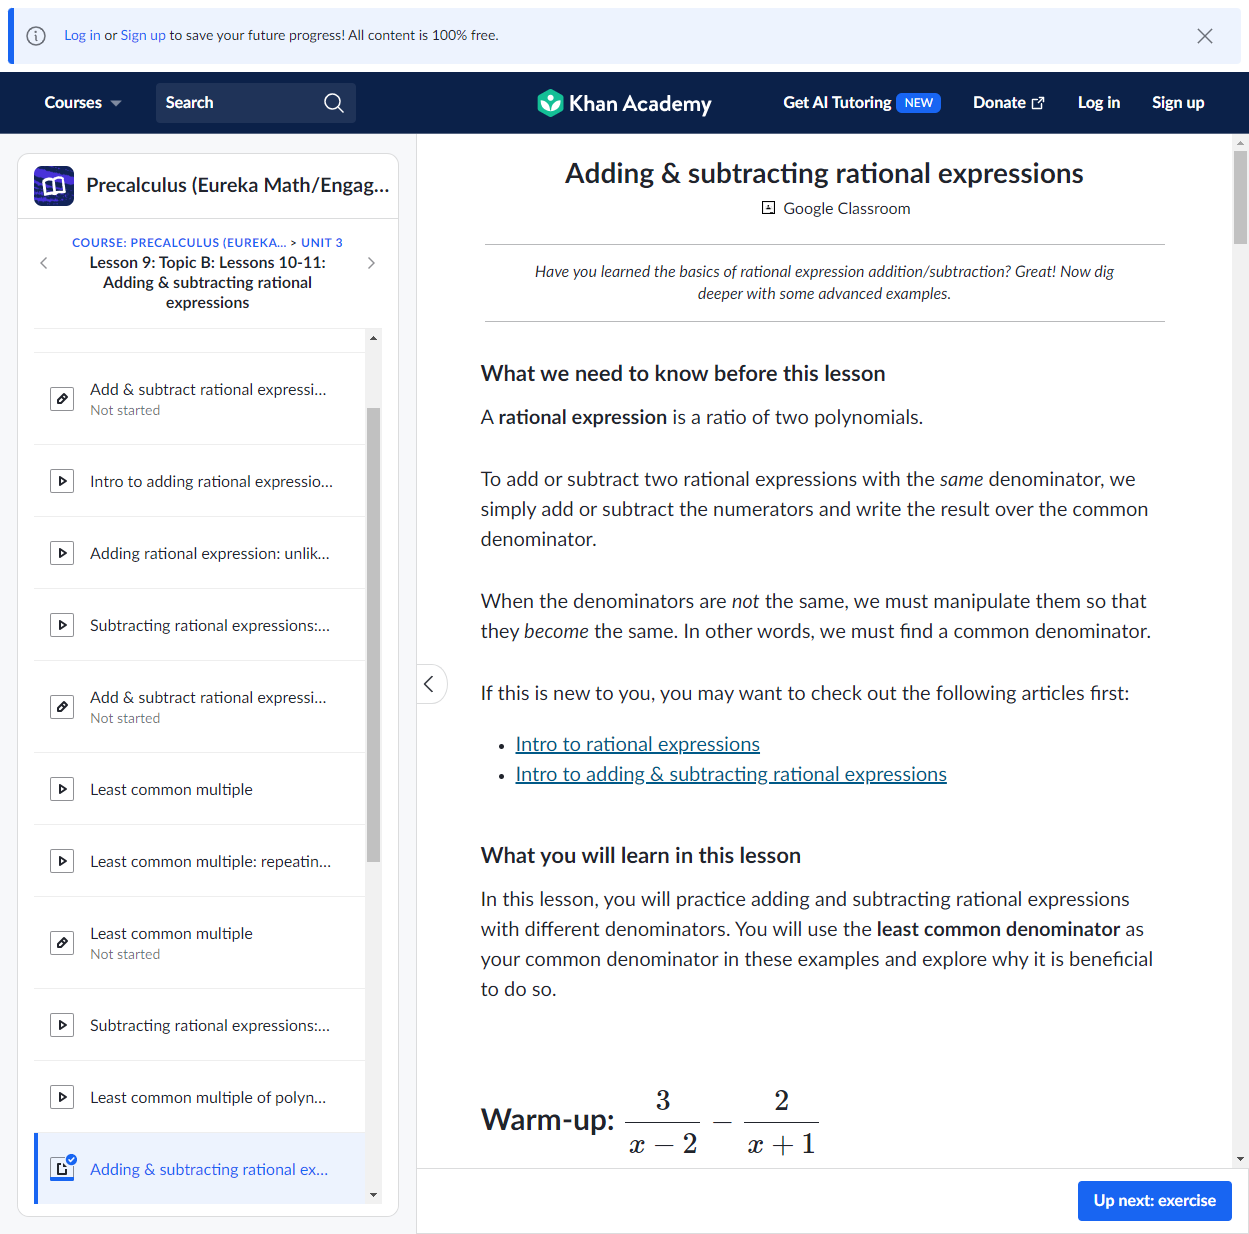 Log in or Sign up to save your future progress! All content is 100% free.
Courses
Search
Khan Academy
Get AI Tutoring NEW
Donate
Log in
Sign up
Precalculus (Eureka Math/Engag...
COURSE: PRECALCULUS (EUREKA... > UNIT 3
Lesson 9: Topic B: Lessons 10-11:
Adding & subtracting rational
expressions
Add & subtract rational expressi...
Not started
Intro to adding rational expressio...
Adding rational expression: unlik...
Subtracting rational expressions:...
Add & subtract rational expressi...
Not started
Least common multiple
Least common multiple: repeatin...
Least common multiple
Not started
Subtracting rational expressions:...
Least common multiple of polyn...
Adding & subtracting rational ex...
Adding & subtracting rational expressions
Google Classroom
Have you learned the basics of rational expression addition/subtraction? Great! Now dig
deeper with some advanced examples.
What we need to know before this lesson
A rational expression is a ratio of two polynomials.
To add or subtract two rational expressions with the same denominator, we
simply add or subtract the numerators and write the result over the common
denominator.
When the denominators are not the same, we must manipulate them so that
they become the same. In other words, we must find a common denominator.
If this is new to you, you may want to check out the following articles first:
• Intro to rational expressions
• Intro to adding & subtracting rational expressions
What you will learn in this lesson
In this lesson, you will practice adding and subtracting rational expressions
with different denominators. You will use the least common denominator as
your common denominator in these examples and explore why it is beneficial
to do so.
Warm-up: 3/(x − 2) − 2/(x + 1)
Up next: exercise